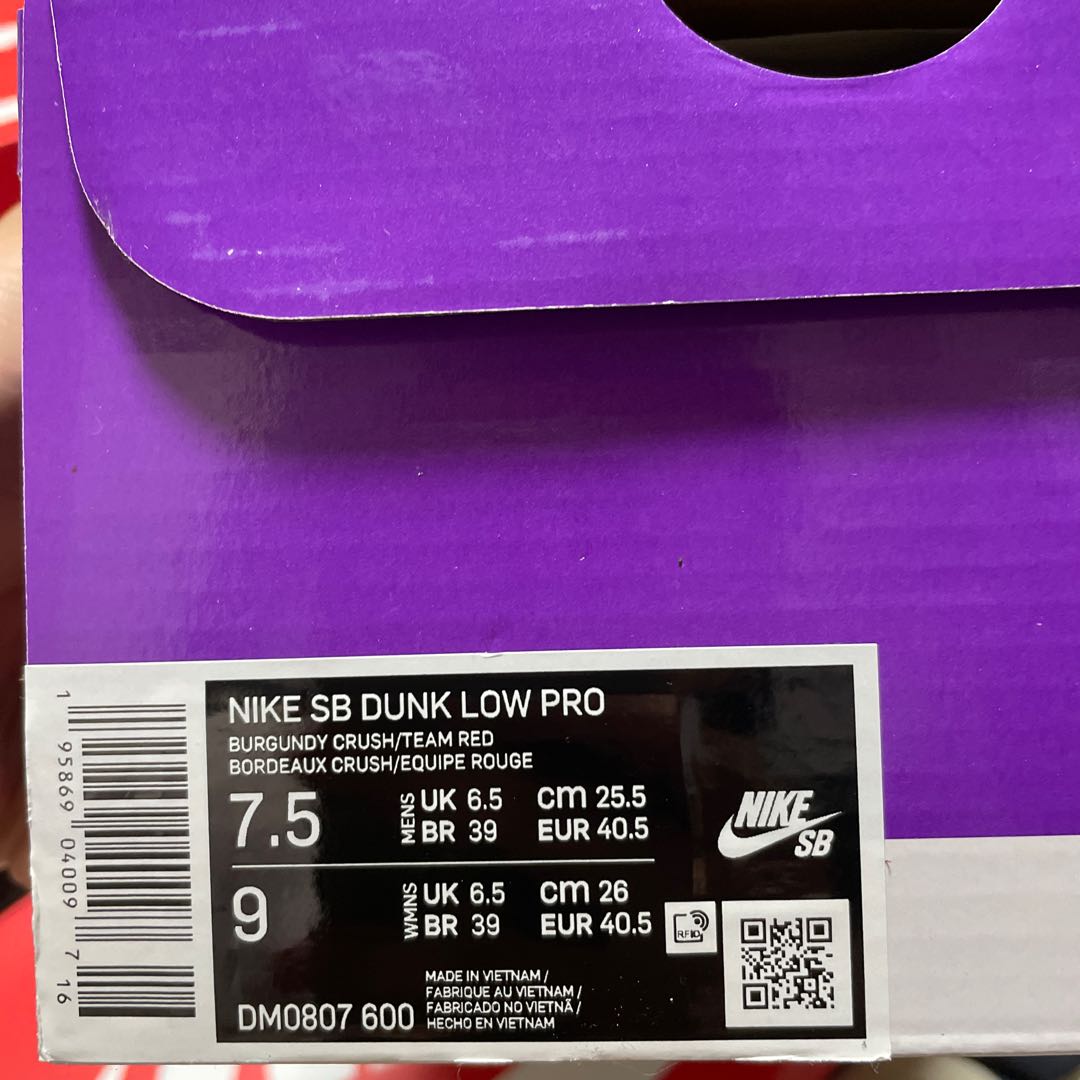 NIKE SB DUNK LOW PRO
BURGUNDY CRUSH/TEAM RED
BORDEAUX CRUSH/EQUIPE ROUGE
7.5 MENS UK 6.5 cm 25.5
BR 39 EUR 40.5
9 WMNS UK 6.5 cm 26
BR 39 EUR 40.5
NIKE
SB
RFID
MADE IN VIETNAM /
FABRIQUE AU VIETNAM /
FABRICADO NO VIETNÃ /
HECHO EN VIETNAM
DM0807 600
1 95869 04009 7 16